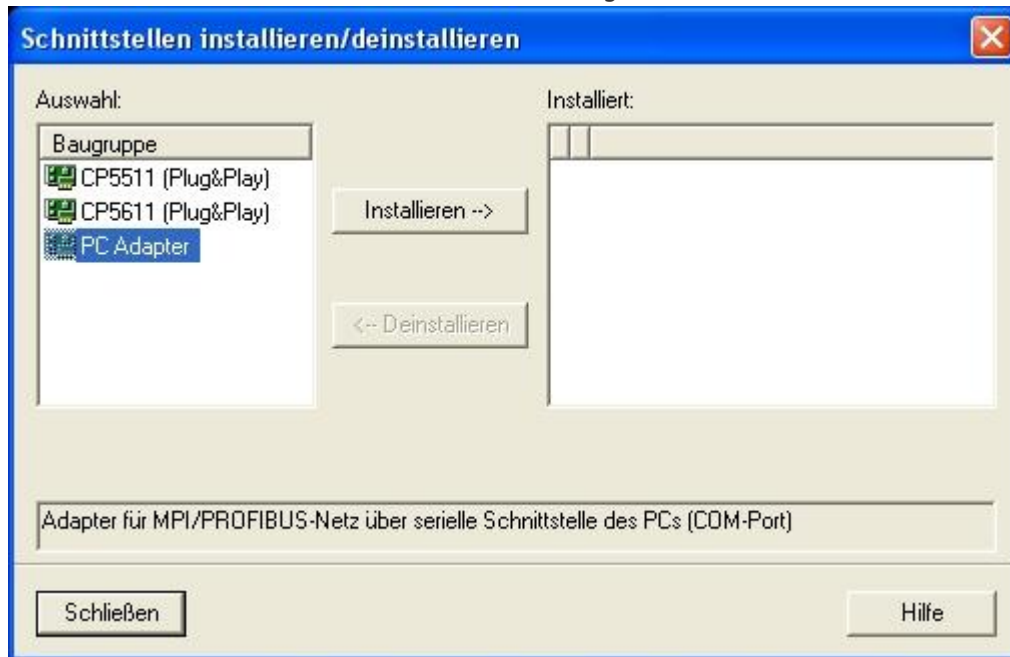 Schnittstellen installieren/deinstallieren
Auswahl:
Installiert:
Baugruppe
CP5511 (Plug&Play)
CP5611 (Plug&Play)
PC Adapter
Installieren -->
<-- Deinstallieren
Adapter für MPI/PROFIBUS-Netz über serielle Schnittstelle des PCs (COM-Port)
Schließen
Hilfe